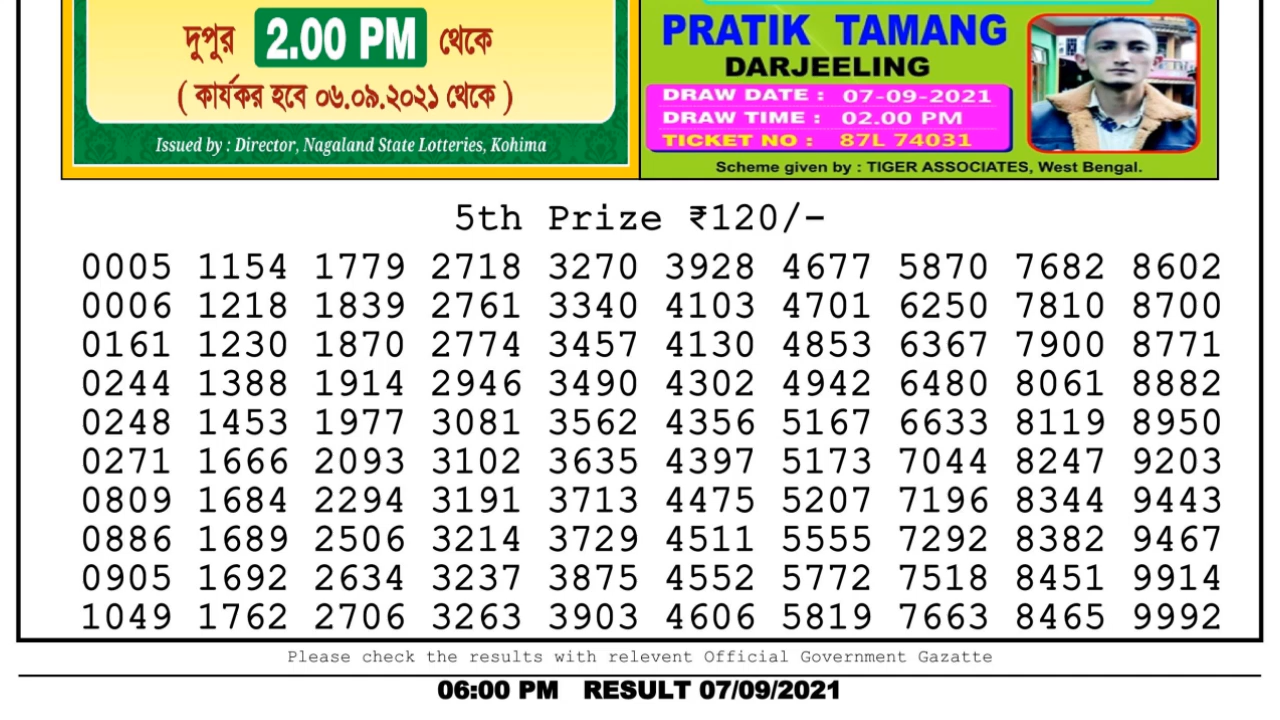 দুপুর 2.00 PM থেকে
( কার্যকর হবে ০৬.০৯.২০২১ থেকে )
Issued by : Director, Nagaland State Lotteries, Kohima
PRATIK TAMANG
DARJEELING
DRAW DATE : 07-09-2021
DRAW TIME : 02.00 PM
TICKET NO : 87L 74031
Scheme given by : TIGER ASSOCIATES, West Bengal.
5th Prize ₹120/-
0005 1154 1779 2718 3270 3928 4677 5870 7682 8602
0006 1218 1839 2761 3340 4103 4701 6250 7810 8700
0161 1230 1870 2774 3457 4130 4853 6367 7900 8771
0244 1388 1914 2946 3490 4302 4942 6480 8061 8882
0248 1453 1977 3081 3562 4356 5167 6633 8119 8950
0271 1666 2093 3102 3635 4397 5173 7044 8247 9203
0809 1684 2294 3191 3713 4475 5207 7196 8344 9443
0886 1689 2506 3214 3729 4511 5555 7292 8382 9467
0905 1692 2634 3237 3875 4552 5772 7518 8451 9914
1049 1762 2706 3263 3903 4606 5819 7663 8465 9992
Please check the results with relevent Official Government Gazatte
06:00 PM RESULT 07/09/2021